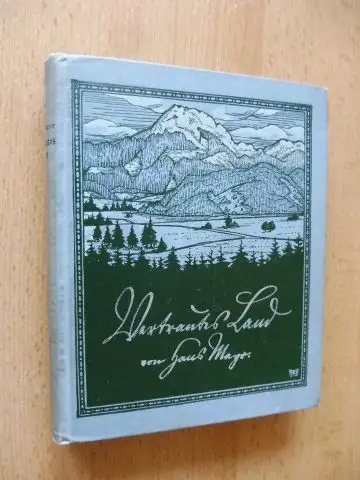 Vertrautes Land
von Hans Mayr.